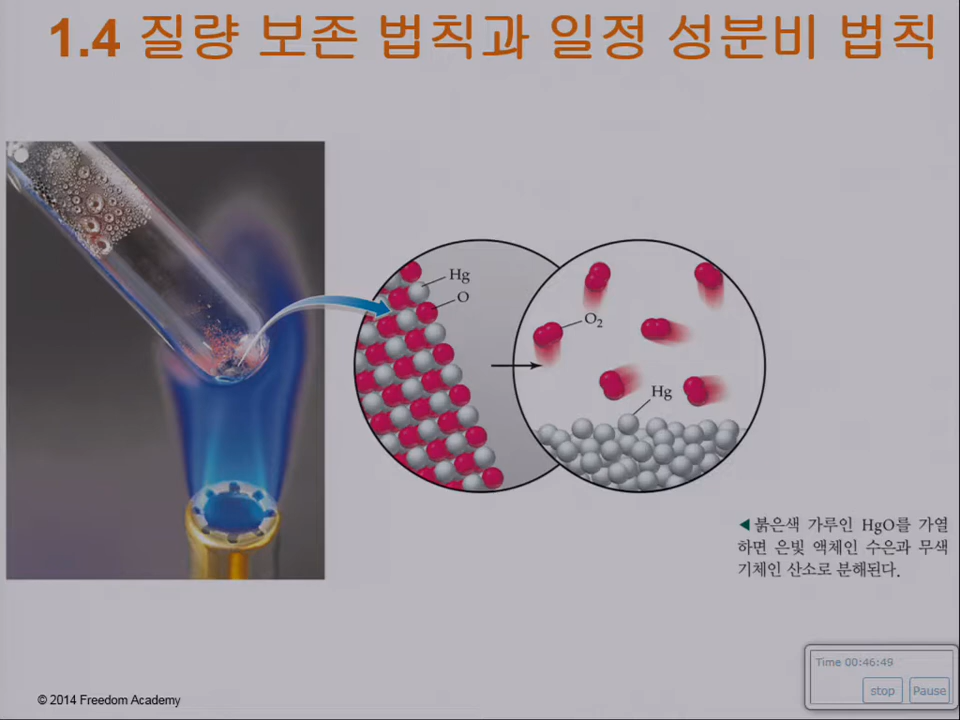 1.4 질량 보존 법칙과 일정 성분비 법칙
Hg
O
O2
Hg
◀ 붉은색 가루인 HgO를 가열
하면 은빛 액체인 수은과 무색
기체인 산소로 분해된다.
Time 00:46:49
stop Pause
© 2014 Freedom Academy